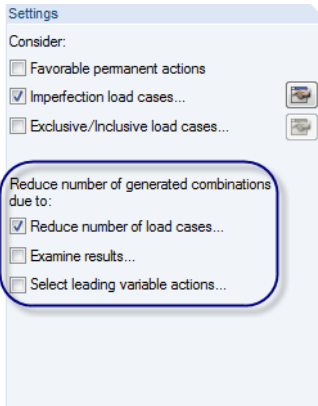 Settings
Consider:
Favorable permanent actions
Imperfection load cases...
Exclusive/Inclusive load cases...
Reduce number of generated combinations
due to:
Reduce number of load cases...
Examine results...
Select leading variable actions...